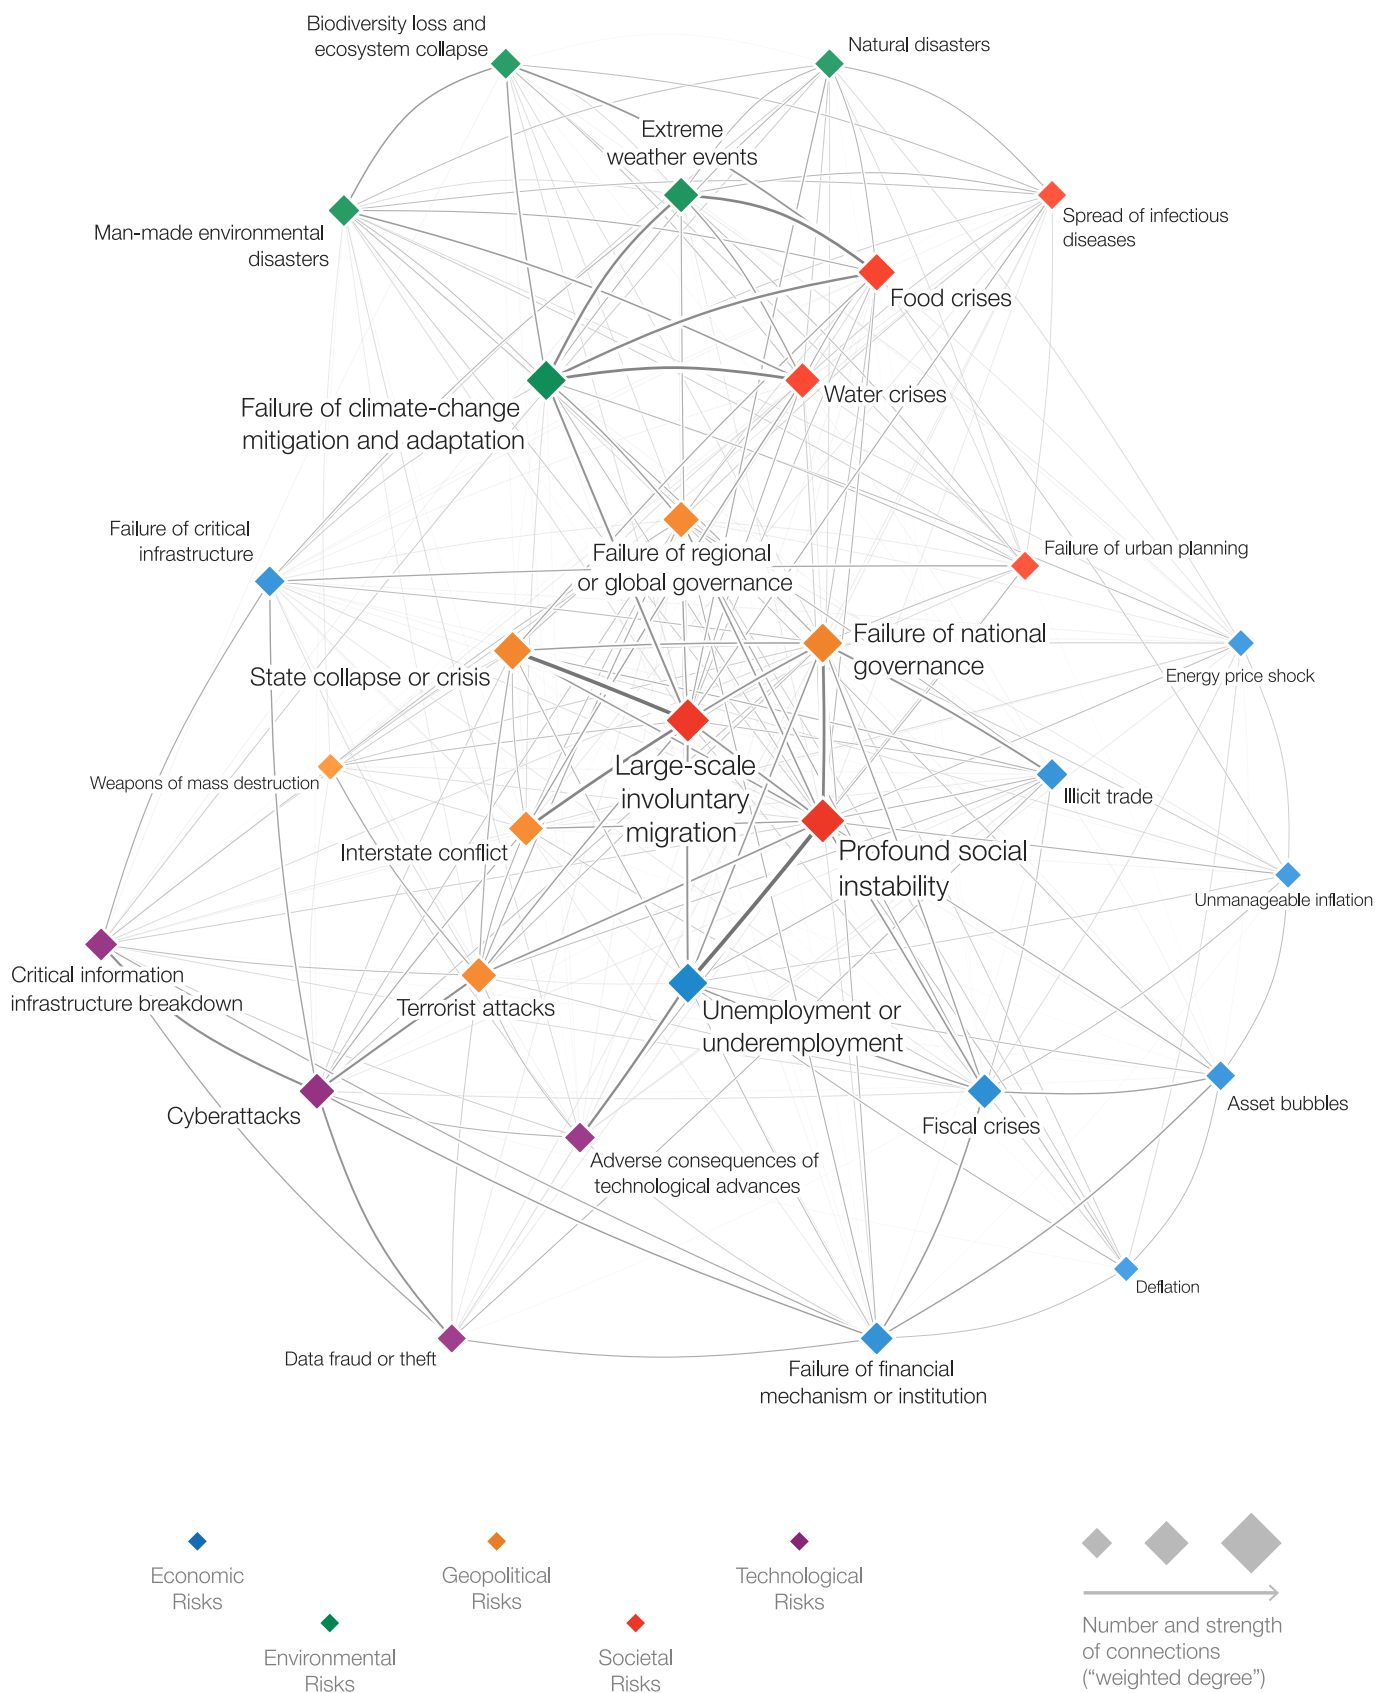 Biodiversity loss and
ecosystem collapse
Natural disasters
Extreme
weather events
Man-made environmental
disasters
Spread of infectious
diseases
Food crises
Water crises
Failure of climate-change
mitigation and adaptation
Failure of critical
infrastructure
Failure of regional
or global governance
Failure of urban planning
Failure of national
governance
State collapse or crisis
Energy price shock
Weapons of mass destruction
Large-scale
involuntary
migration
Illicit trade
Interstate conflict
Profound social
instability
Unmanageable inflation
Critical information
infrastructure breakdown
Terrorist attacks
Unemployment or
underemployment
Cyberattacks
Fiscal crises
Asset bubbles
Adverse consequences of
technological advances
Deflation
Data fraud or theft
Failure of financial
mechanism or institution
Economic
Risks
Geopolitical
Risks
Technological
Risks
Environmental
Risks
Societal
Risks
Number and strength
of connections
(“weighted degree”)